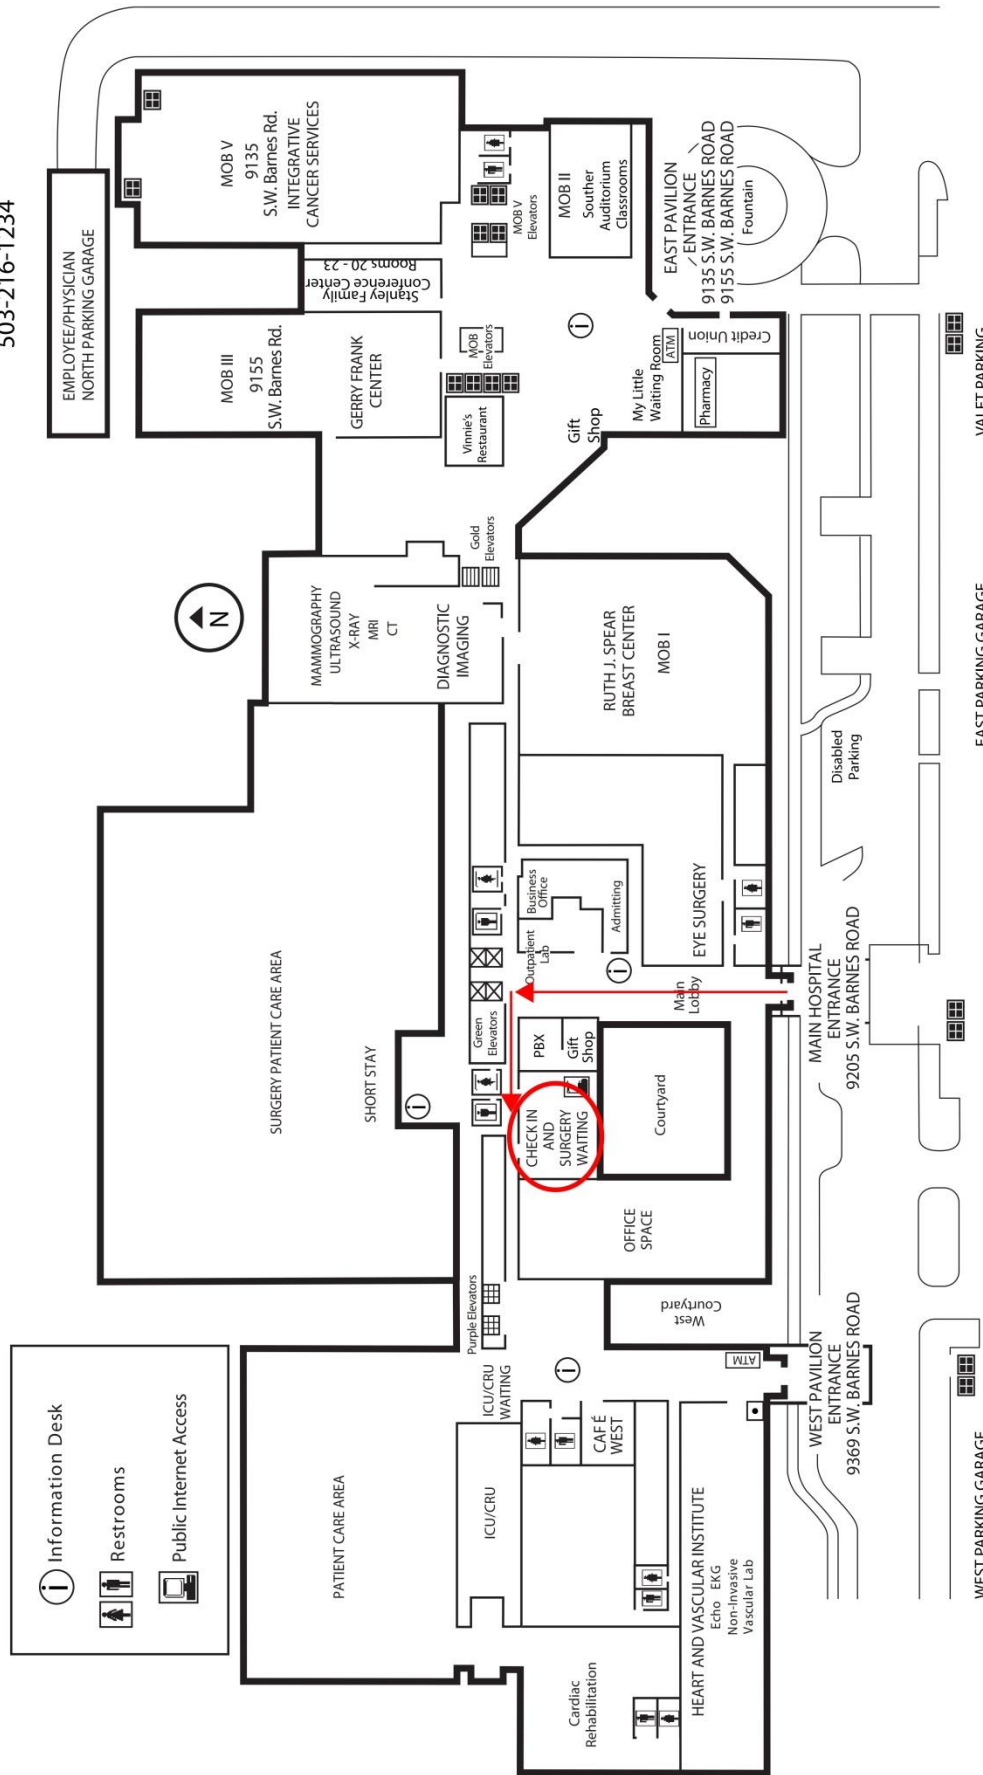 503-216-1234
Information Desk
Restrooms
Public Internet Access
EMPLOYEE/PHYSICIAN
NORTH PARKING GARAGE
MOB V
9135
S.W. Barnes Rd.
INTEGRATIVE
CANCER SERVICES
MOB III
9155
S.W. Barnes Rd.
GERRY FRANK
CENTER
Stanley Family
Conference Center
Rooms 20 - 23
N
MAMMOGRAPHY
ULTRASOUND
X-RAY
MRI
CT
DIAGNOSTIC
IMAGING
SURGERY PATIENT CARE AREA
SHORT STAY
i
PATIENT CARE AREA
ICU/CRU
ICU/CRU
WAITING
Purple Elevators
Green
Elevators
Gold
Elevators
Vinnie's
Restaurant
MOB
Elevators
MOB V
Elevators
MOB II
Souther
Auditorium
Classrooms
i
Gift
Shop
My Little
Waiting Room
ATM
Pharmacy
Credit Union
EAST PAVILION
ENTRANCE
9135 S.W. BARNES ROAD
9155 S.W. BARNES ROAD
Fountain
RUTH J. SPEAR
BREAST CENTER
MOB I
Business
Office
Outpatient
Lab
Admitting
i
EYE SURGERY
Main
Lobby
PBX
Gift
Shop
CHECK IN
AND
SURGERY
WAITING
Courtyard
OFFICE
SPACE
West
Courtyard
i
ATM
CAFÉ
WEST
Cardiac
Rehabilitation
HEART AND VASCULAR INSTITUTE
Echo EKG
Non-Invasive
Vascular Lab
WEST PAVILION
ENTRANCE
9369 S.W. BARNES ROAD
MAIN HOSPITAL
ENTRANCE
9205 S.W. BARNES ROAD
Disabled
Parking
WEST PARKING GARAGE
EAST PARKING GARAGE
VALET PARKING